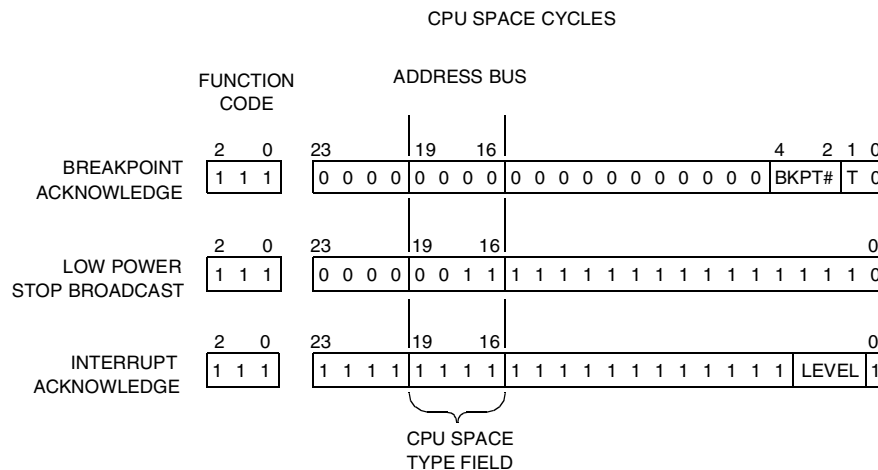 CPU SPACE CYCLES
FUNCTION CODE
ADDRESS BUS
2 0 23 19 16 4 2 1 0
BREAKPOINT ACKNOWLEDGE
1 1 1 0 0 0 0 0 0 0 0 0 0 0 0 0 0 0 0 0 0 0 BKPT# T 0
2 0 23 19 16 0
LOW POWER STOP BROADCAST
1 1 1 0 0 0 0 0 0 1 1 1 1 1 1 1 1 1 1 1 1 1 1 1 1 1 0
2 0 23 19 16 0
INTERRUPT ACKNOWLEDGE
1 1 1 1 1 1 1 1 1 1 1 1 1 1 1 1 1 1 1 1 1 1 1 LEVEL 1
CPU SPACE
TYPE FIELD